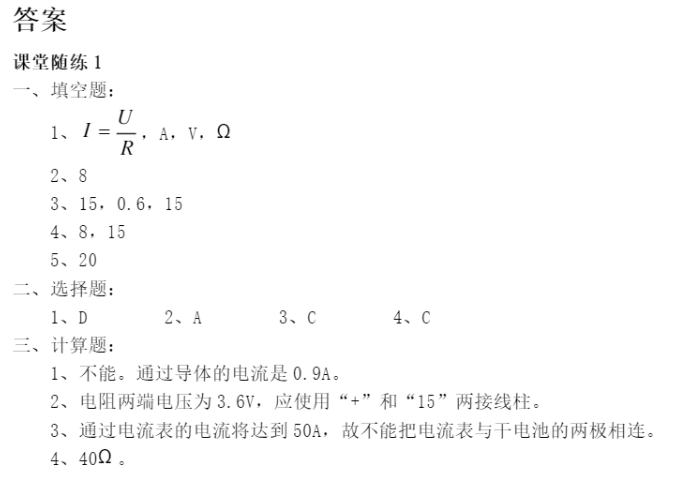 答案
课堂随练 1
一、填空题：
1、I = U/R，A，V，Ω
2、8
3、15，0.6，15
4、8，15
5、20
二、选择题：
1、D 2、A 3、C 4、C
三、计算题：
1、不能。通过导体的电流是 0.9A。
2、电阻两端电压为 3.6V，应使用“+”和“15”两接线柱。
3、通过电流表的电流将达到 50A，故不能把电流表与干电池的两极相连。
4、40Ω 。